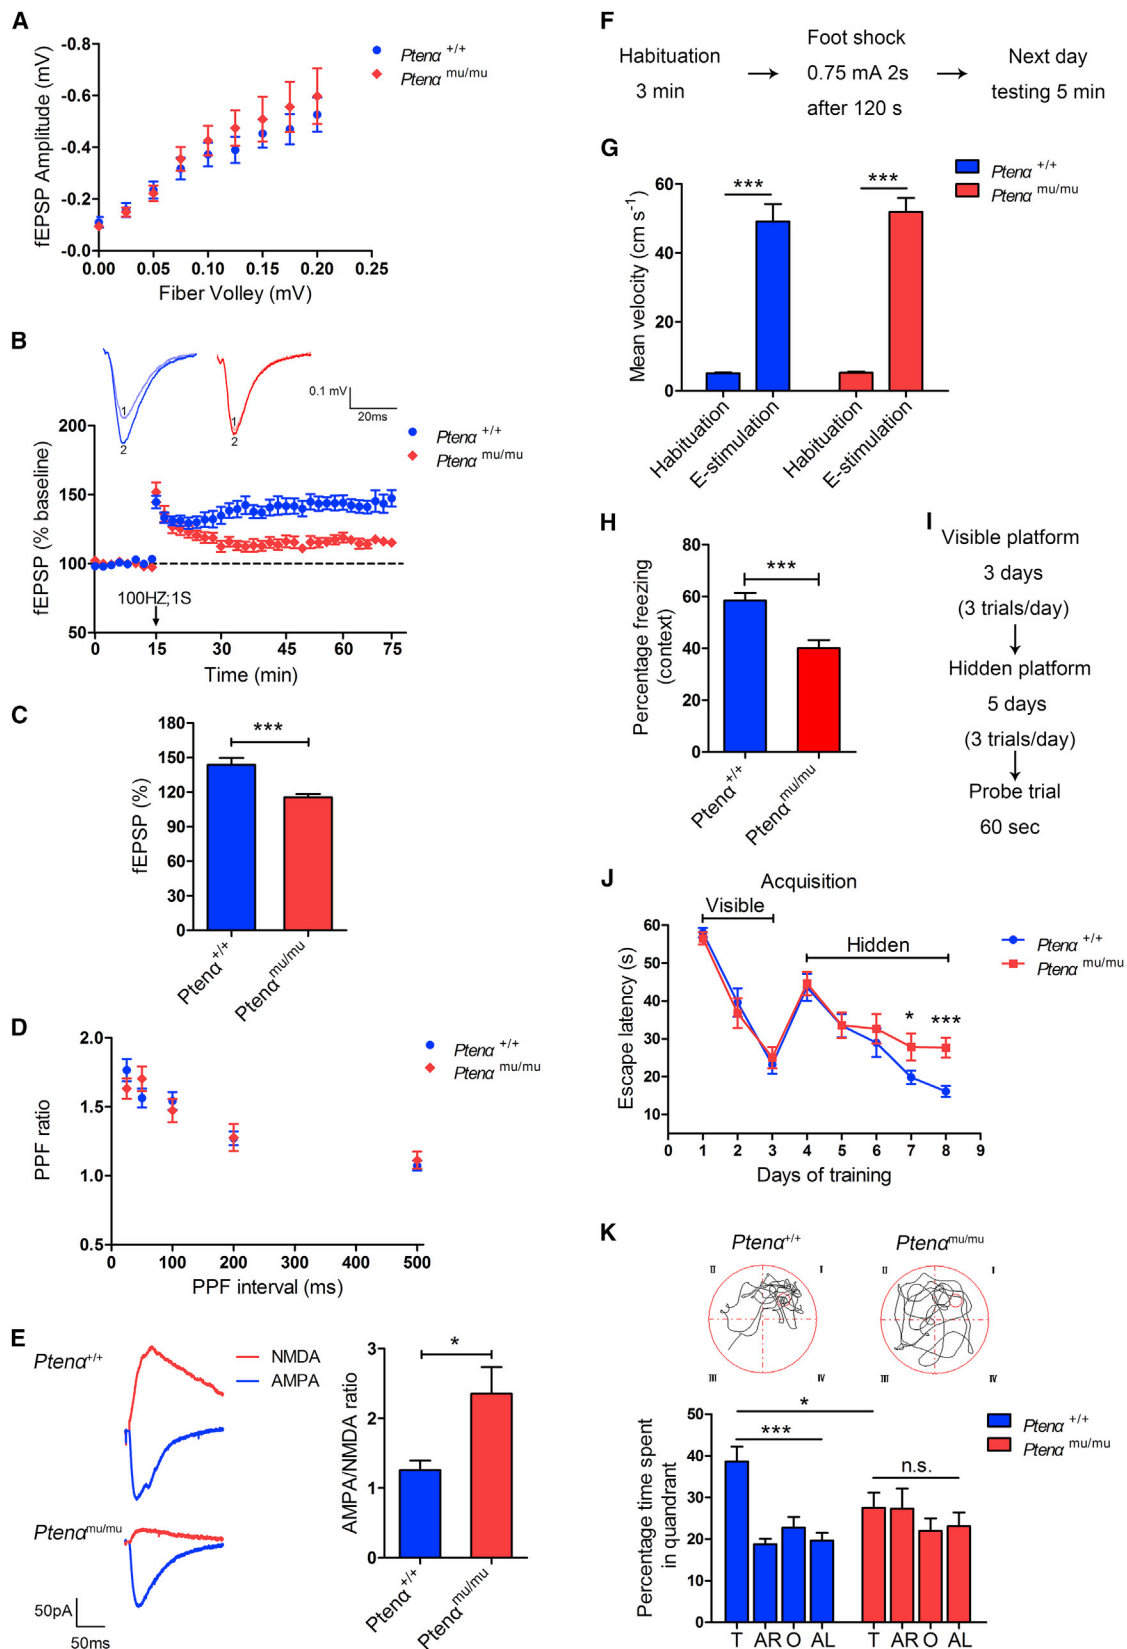 A
Ptenα +/+
Ptenα mu/mu
fEPSP Amplitude (mV)
-0.8
-0.6
-0.4
-0.2
-0.0
0.00 0.05 0.10 0.15 0.20 0.25
Fiber Volley (mV)
B
1
2
1
2
0.1 mV
20ms
Ptenα +/+
Ptenα mu/mu
fEPSP (% baseline)
200
150
100
50
100HZ;1S
0 15 30 45 60 75
Time (min)
C
fEPSP (%)
180
150
120
90
60
30
0
***
Ptenα+/+
Ptenαmu/mu
D
Ptenα +/+
Ptenα mu/mu
PPF ratio
2.0
1.5
1.0
0.5
0 100 200 300 400 500
PPF interval (ms)
E
Ptenα+/+
NMDA
AMPA
Ptenαmu/mu
50pA
50ms
AMPA/NMDA ratio
3
2
1
0
*
Ptenα+/+
Ptenαmu/mu
F
Habituation
3 min
Foot shock
0.75 mA 2s
after 120 s
Next day
testing 5 min
G
Ptenα +/+
Ptenα mu/mu
Mean velocity (cm s-1)
60
40
20
0
*** ***
Habituation
E-stimulation
Habituation
E-stimulation
H
Percentage freezing
(context)
80
60
40
20
0
***
Ptenα+/+
Ptenαmu/mu
I
Visible platform
3 days
(3 trials/day)
Hidden platform
5 days
(3 trials/day)
Probe trial
60 sec
J
Acquisition
Visible
Hidden
Ptenα +/+
Ptenα mu/mu
* ***
Escape latency (s)
60
50
40
30
20
10
0 1 2 3 4 5 6 7 8 9
Days of training
K
Ptenα+/+
Ptenαmu/mu
II I II I
III IV III IV
Ptenα +/+
Ptenα mu/mu
Percentage time spent
in quandrant
50
40
30
20
10
0
*
***
n.s.
T AR O AL T AR O AL